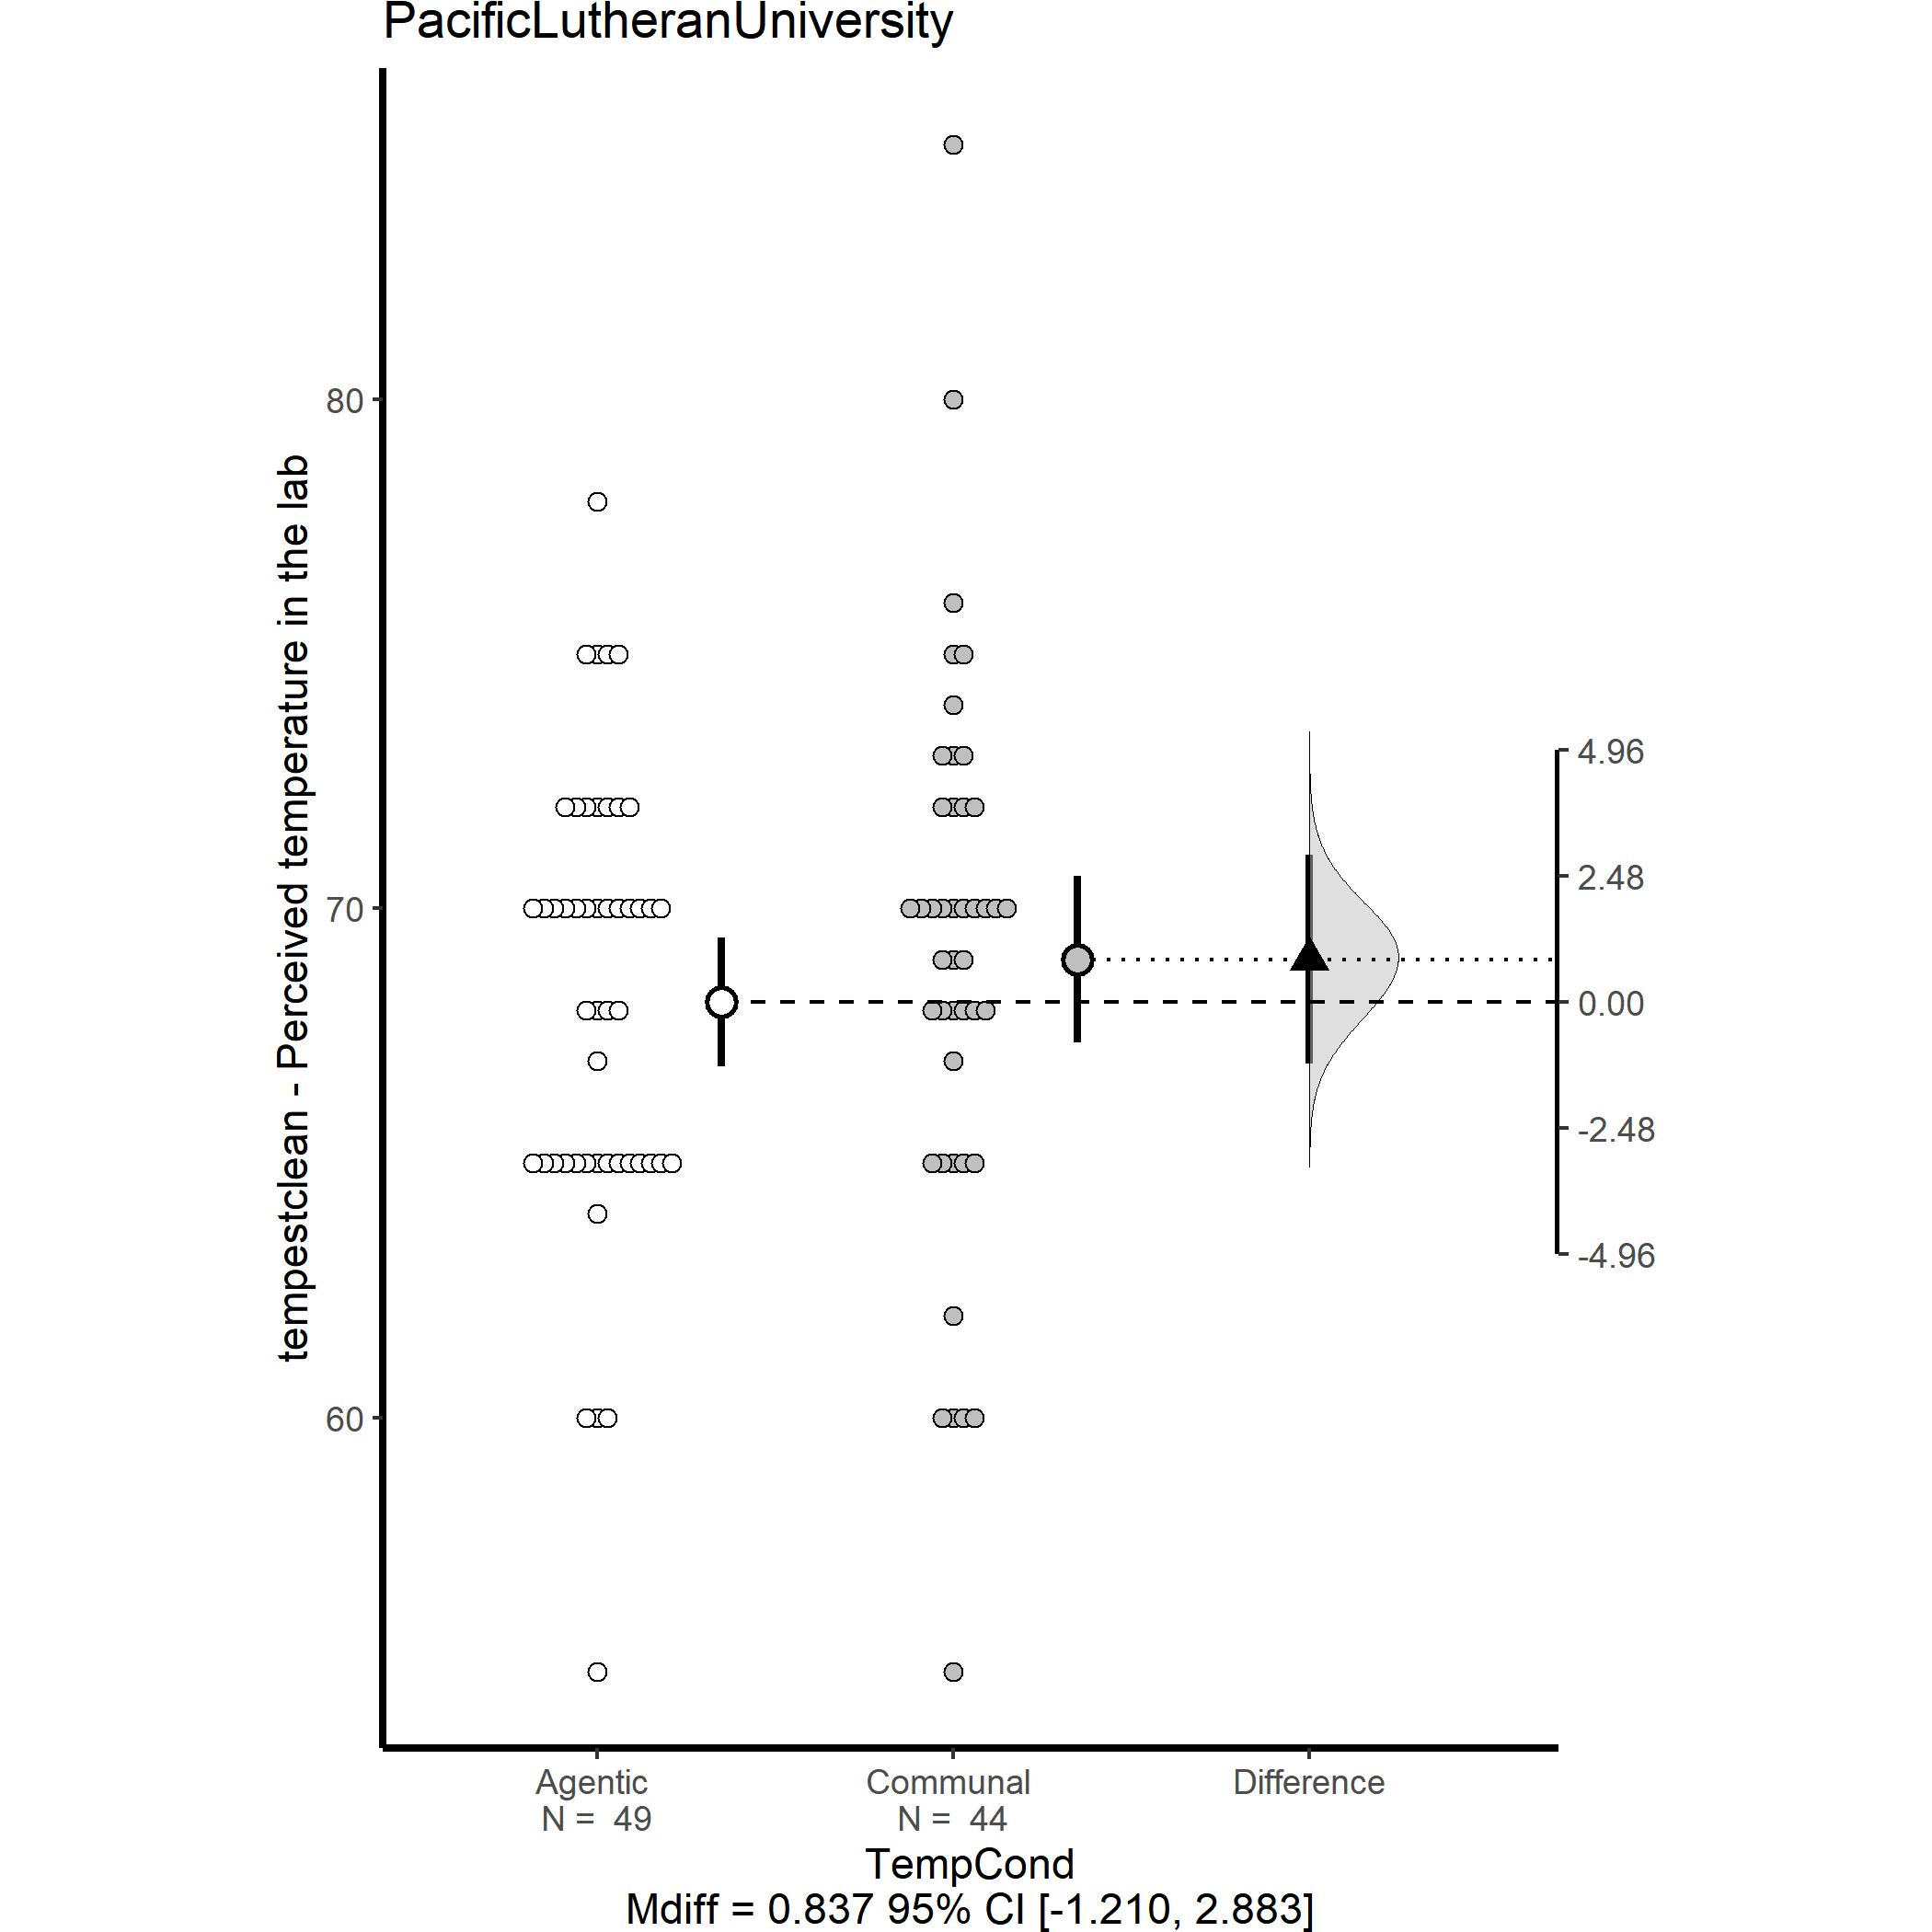 PacificLutheranUniversity
tempestclean - Perceived temperature in the lab
80
70
60
4.96
2.48
0.00
-2.48
-4.96
Agentic
N =  49
Communal
N =  44
Difference
TempCond
Mdiff = 0.837 95% CI [-1.210, 2.883]